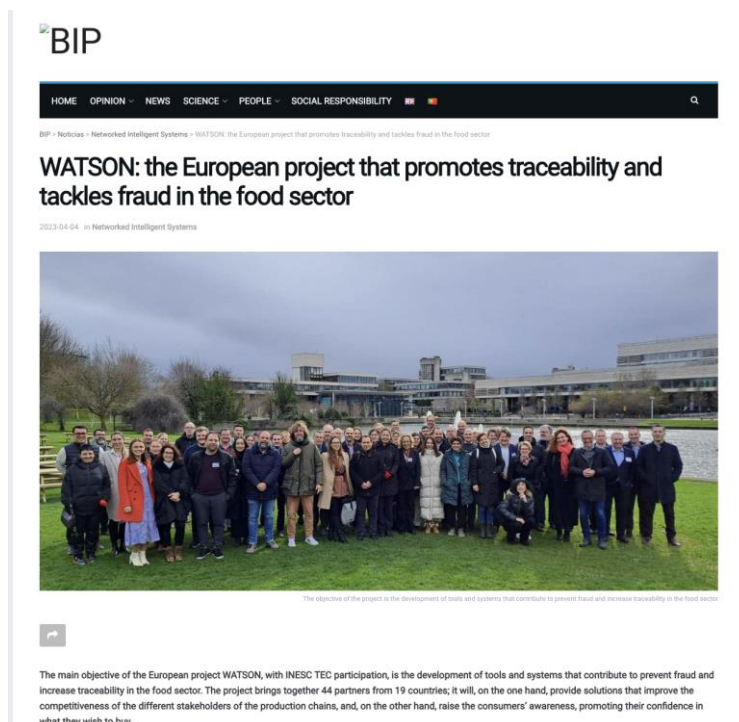 BIP
HOME OPINION NEWS SCIENCE PEOPLE SOCIAL RESPONSIBILITY
BIP > Noticias > Networked Intelligent Systems > WATSON: the European project that promotes traceability and tackles fraud in the food sector
WATSON: the European project that promotes traceability and
tackles fraud in the food sector
2023-04-04 in Networked Intelligent Systems
The objective of the project is the development of tools and systems that contribute to prevent fraud and increase traceability in the food sector
The main objective of the European project WATSON, with INESC TEC participation, is the development of tools and systems that contribute to prevent fraud and
increase traceability in the food sector. The project brings together 44 partners from 19 countries; it will, on the one hand, provide solutions that improve the
competitiveness of the different stakeholders of the production chains, and, on the other hand, raise the consumers' awareness, promoting their confidence in
what they wish to buy.